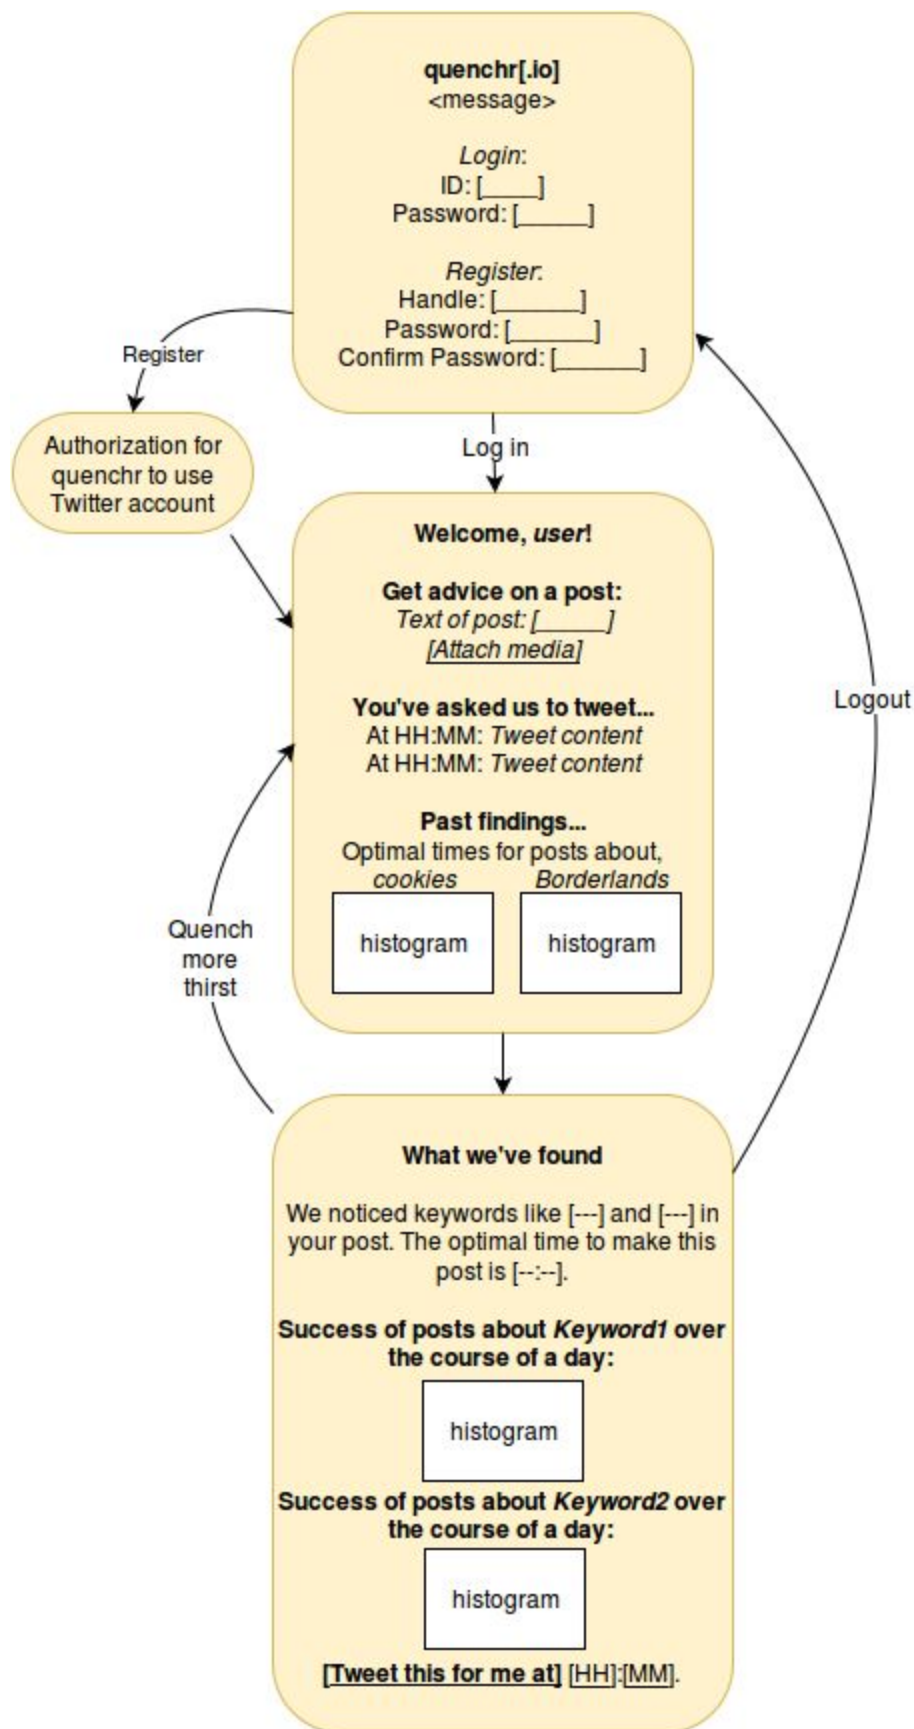 quenchr[.io]
<message>
Login:
ID: [____]
Password: [_____]
Register:
Handle: [______]
Password: [______]
Confirm Password: [______]
Register
Authorization for
quenchr to use
Twitter account
Log in
Welcome, user!
Get advice on a post:
Text of post: [_____]
[Attach media]
You've asked us to tweet...
At HH:MM: Tweet content
At HH:MM: Tweet content
Past findings...
Optimal times for posts about,
cookies Borderlands
histogram histogram
Logout
Quench
more
thirst
What we've found
We noticed keywords like [---] and [---] in
your post. The optimal time to make this
post is [--:--].
Success of posts about Keyword1 over
the course of a day:
histogram
Success of posts about Keyword2 over
the course of a day:
histogram
[Tweet this for me at] [HH]:[MM].